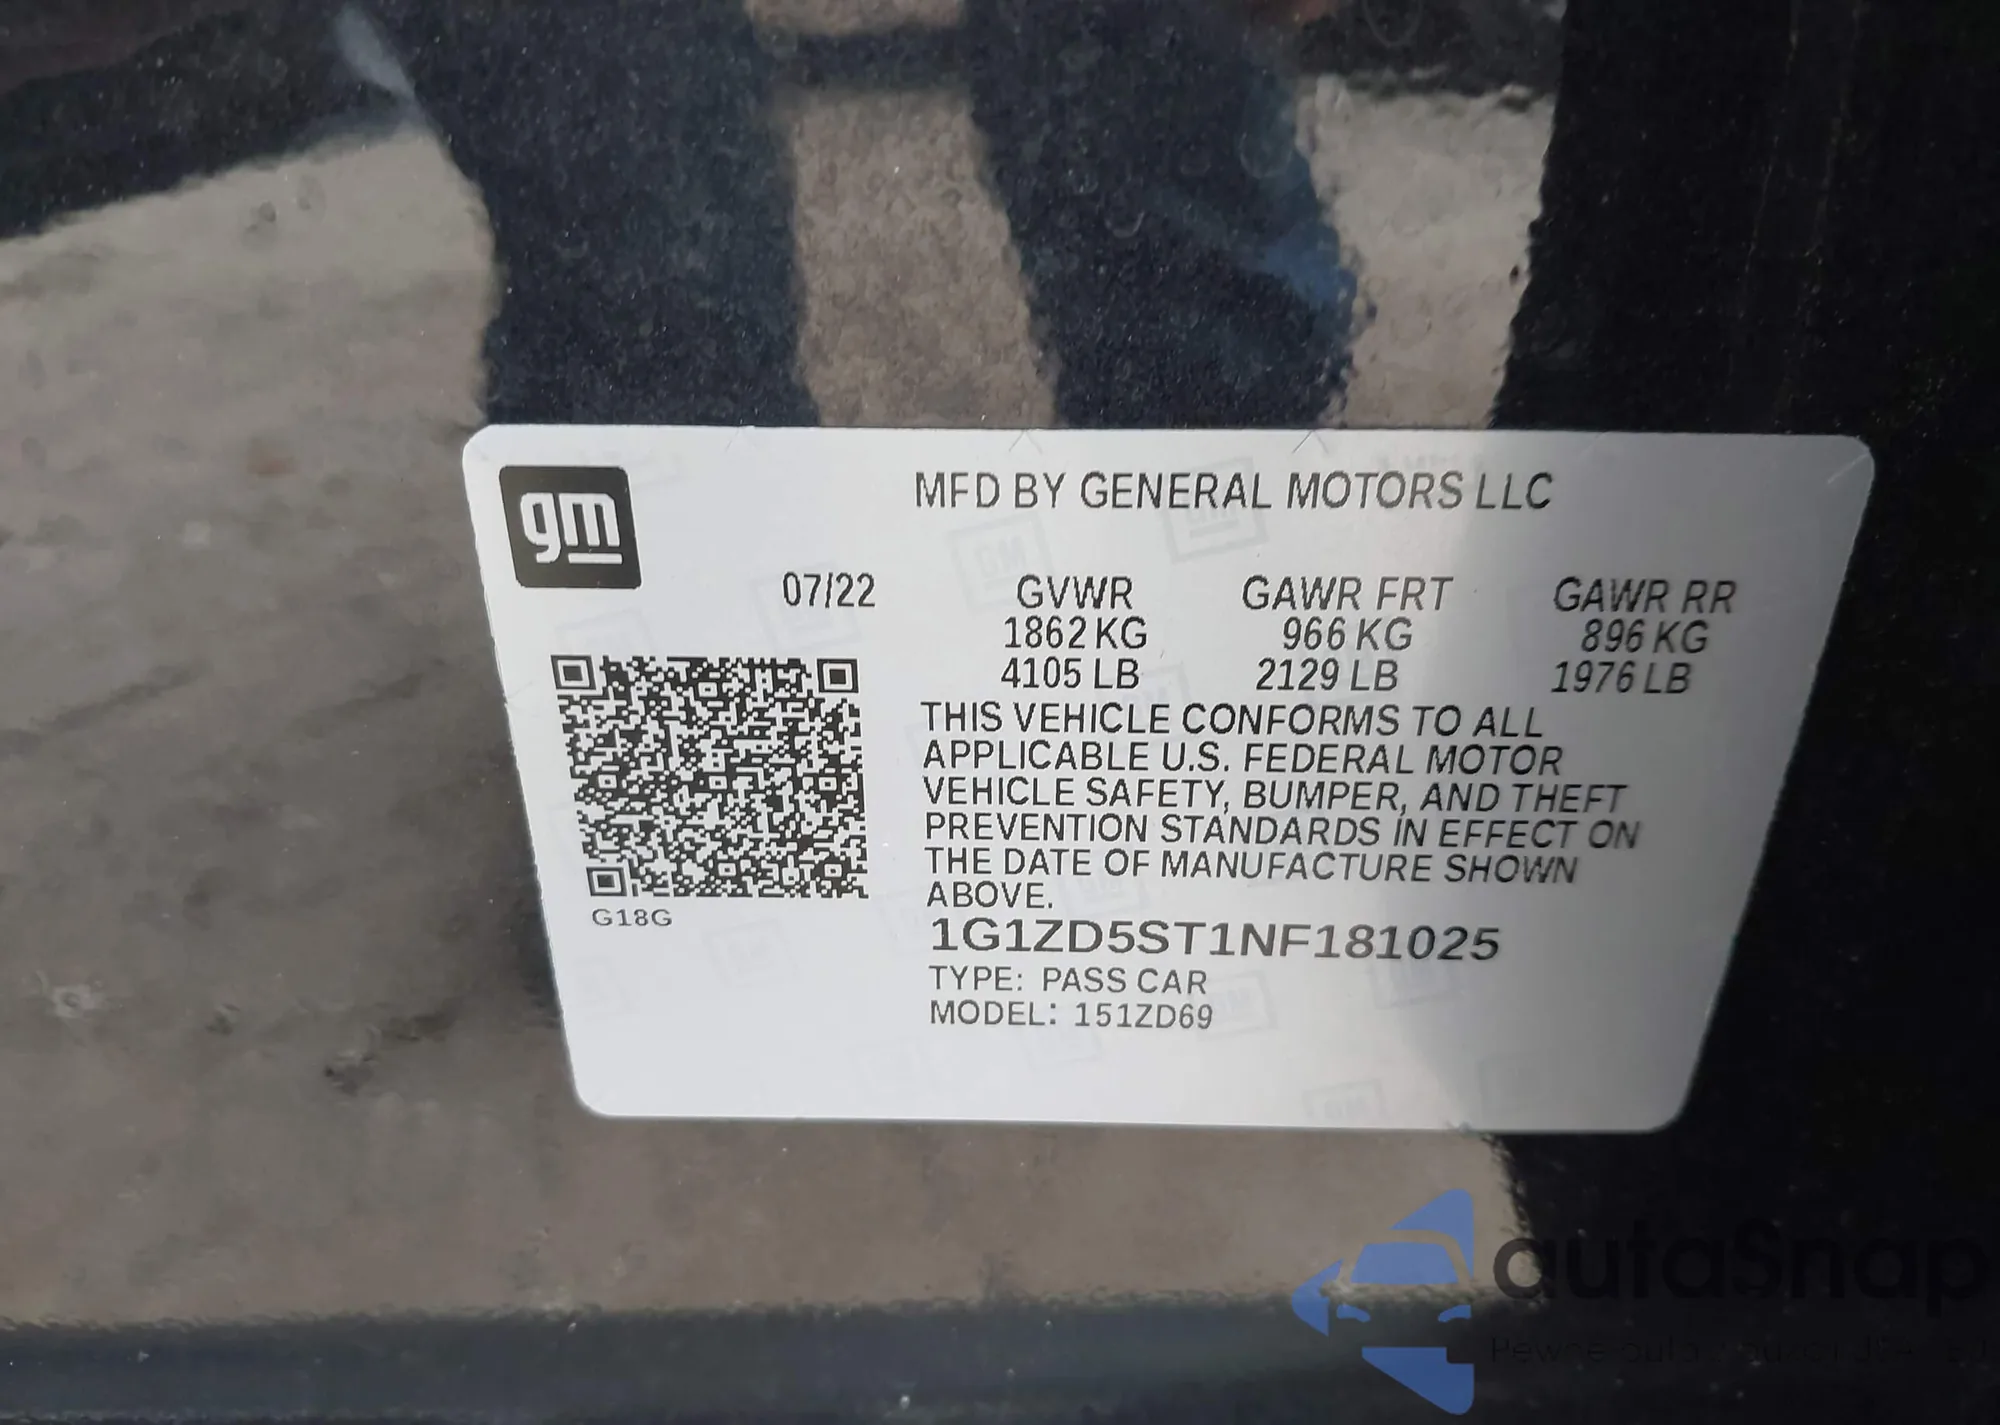 gm
MFD BY GENERAL MOTORS LLC
07/22 GVWR GAWR FRT GAWR RR
1862 KG 966 KG 896 KG
4105 LB 2129 LB 1976 LB
THIS VEHICLE CONFORMS TO ALL
APPLICABLE U.S. FEDERAL MOTOR
VEHICLE SAFETY, BUMPER, AND THEFT
PREVENTION STANDARDS IN EFFECT ON
THE DATE OF MANUFACTURE SHOWN
ABOVE.
G18G
1G1ZD5ST1NF181025
TYPE: PASS CAR
MODEL: 151ZD69
autaSnap